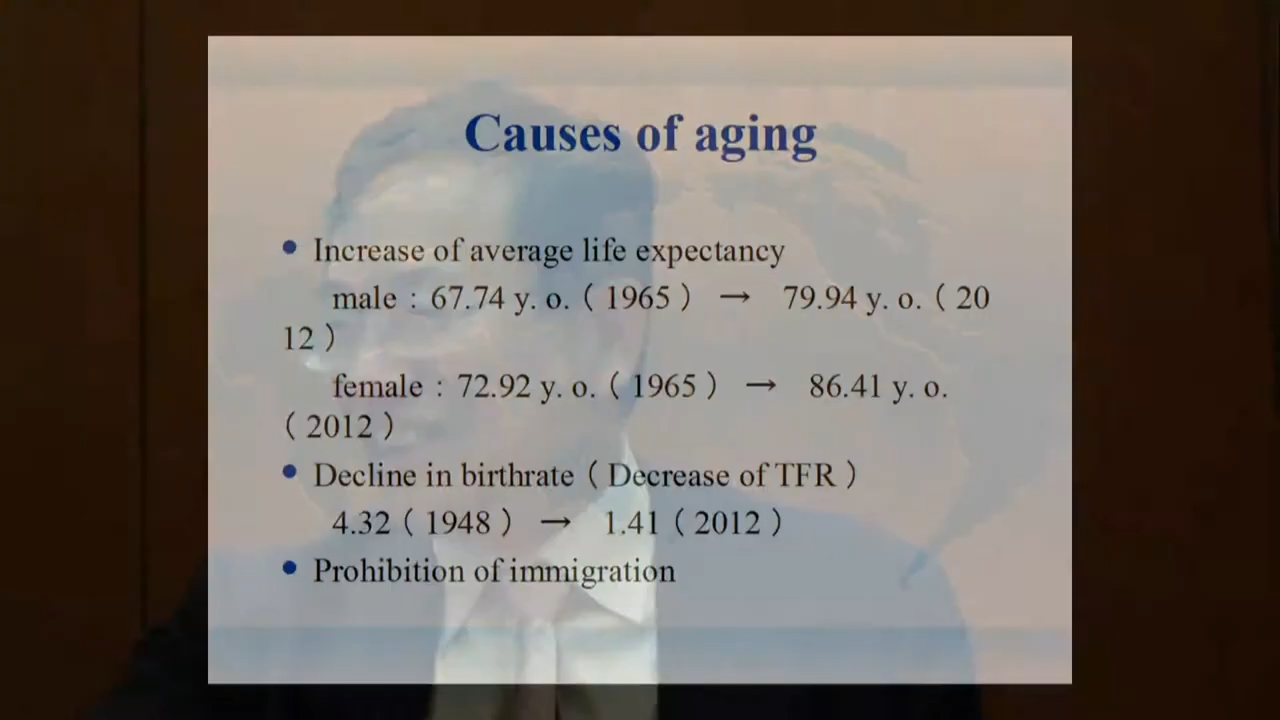 Causes of aging
• Increase of average life expectancy
male : 67.74 y. o. ( 1965 ) → 79.94 y. o. ( 20
12 )
female : 72.92 y. o. ( 1965 ) → 86.41 y. o.
( 2012 )
• Decline in birthrate ( Decrease of TFR )
4.32 ( 1948 ) → 1.41 ( 2012 )
• Prohibition of immigration